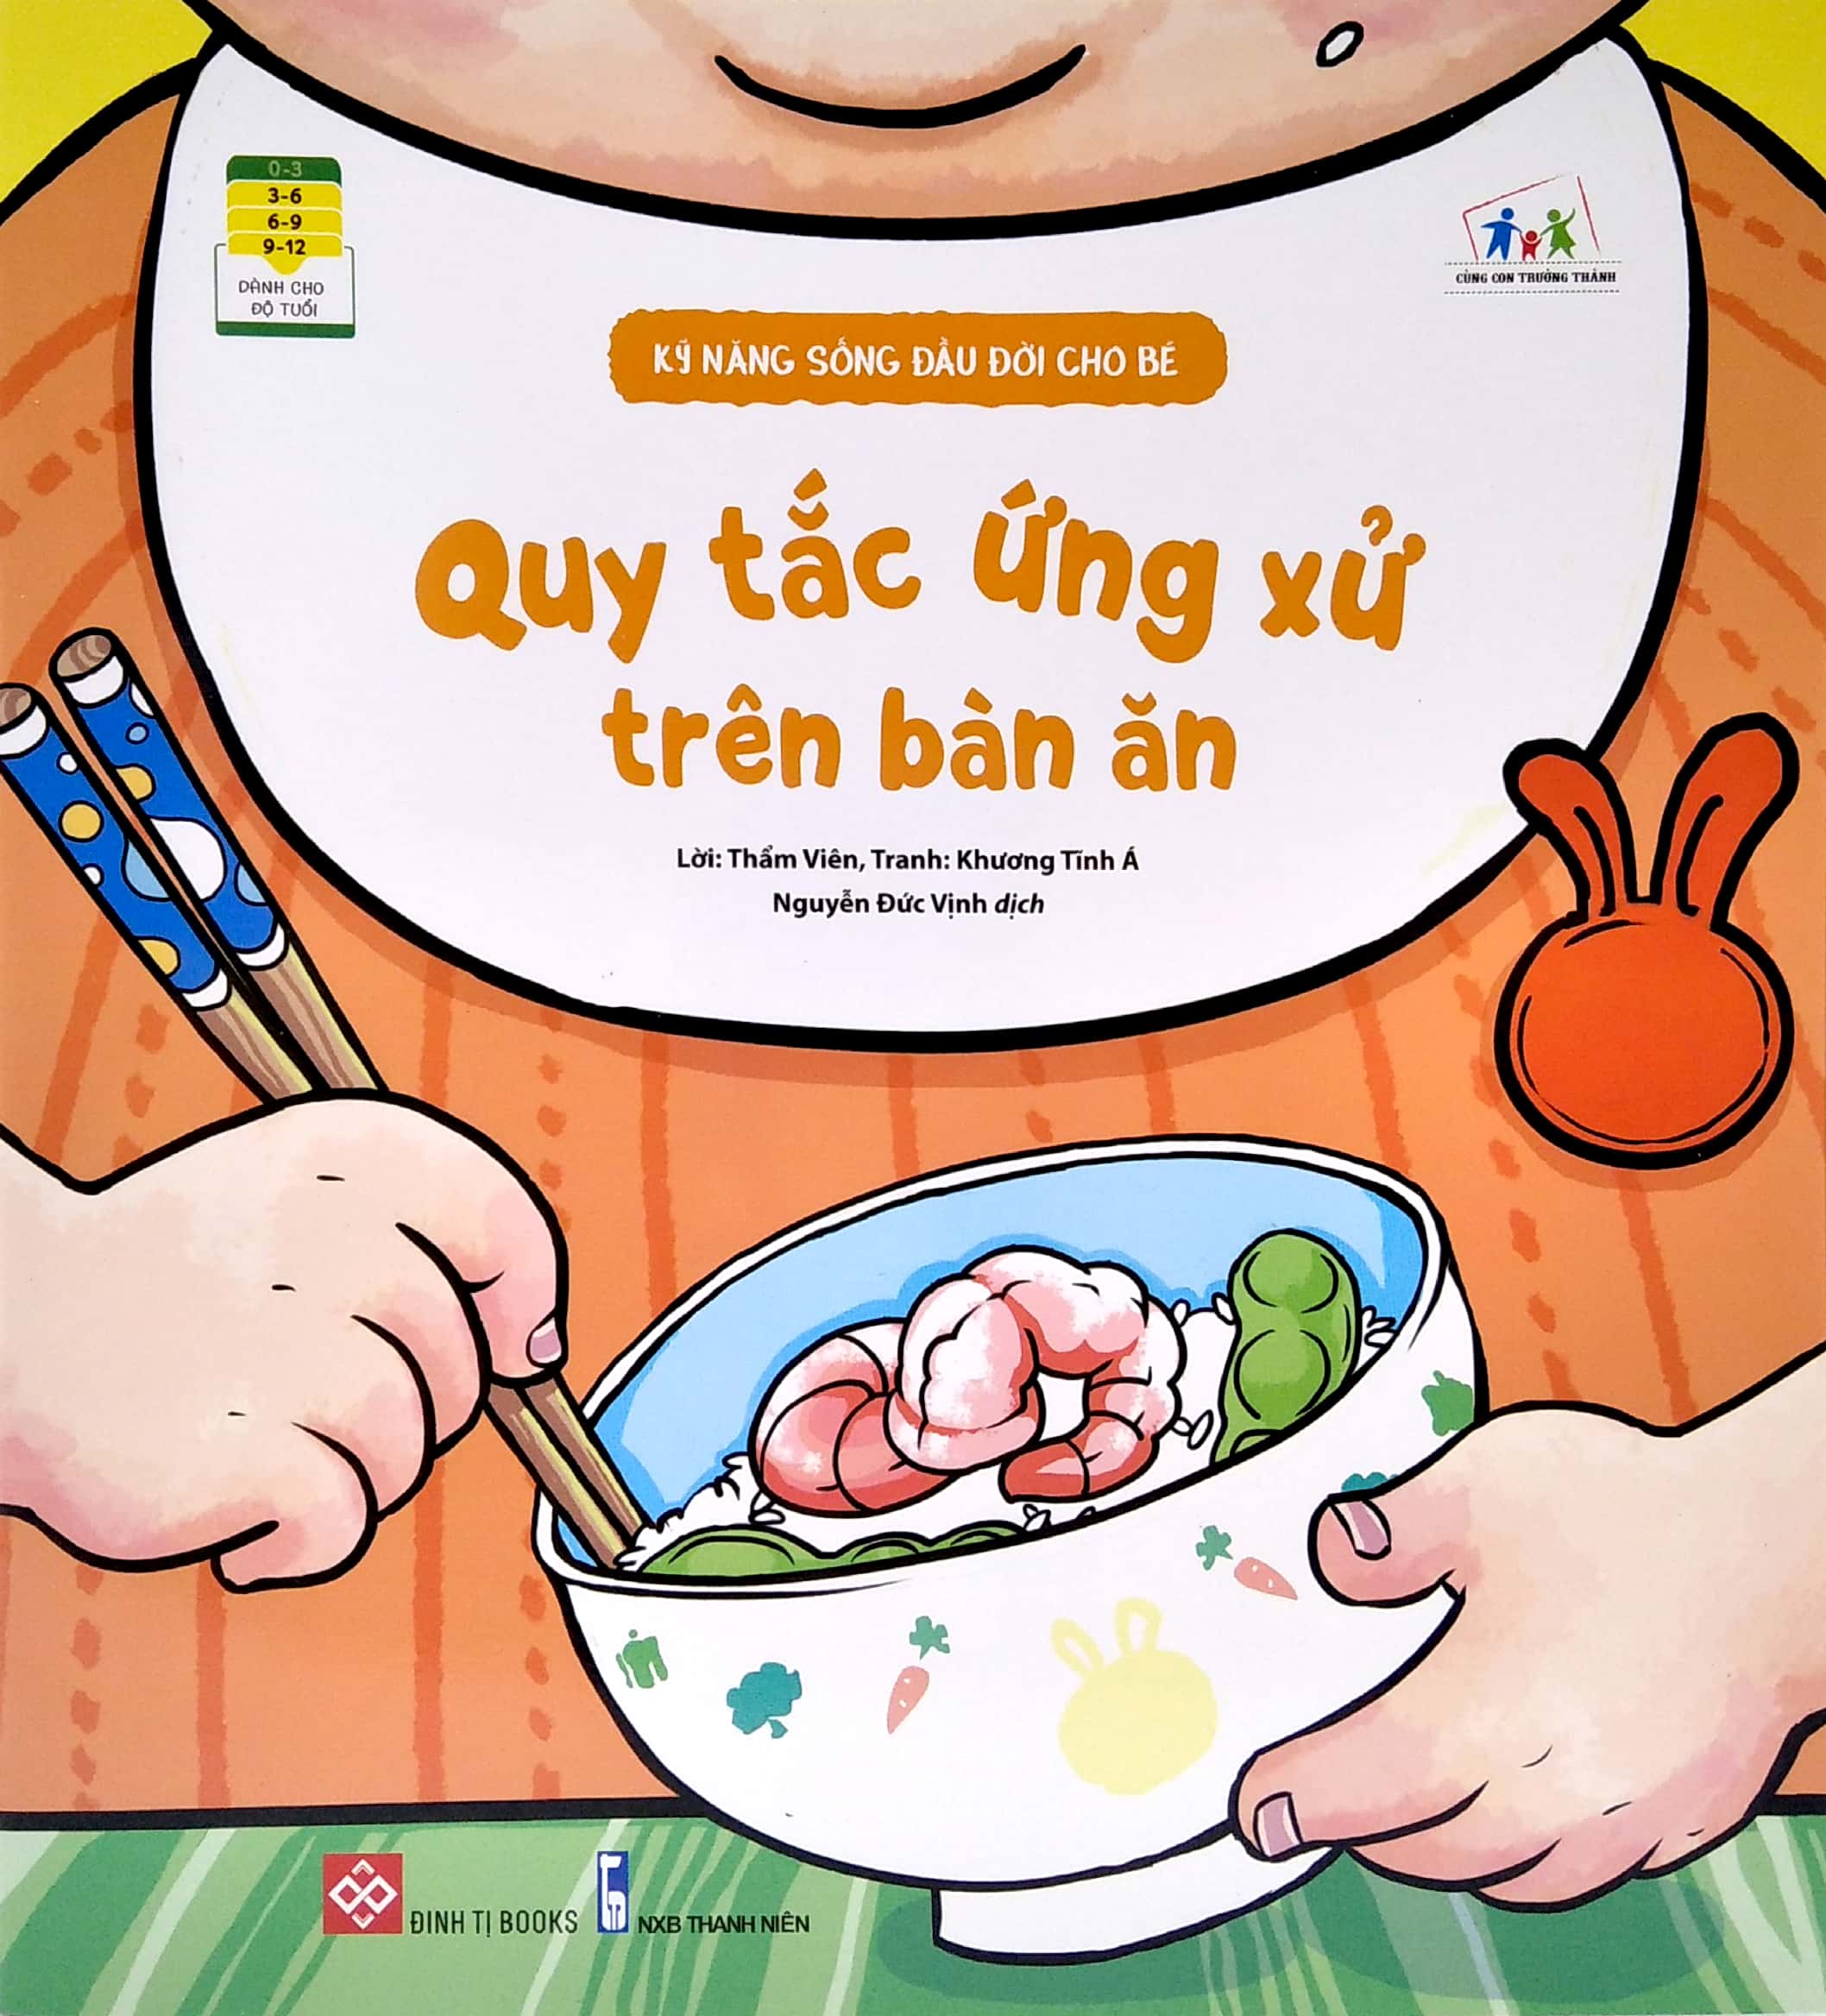 0-3
3-6
6-9
9-12
DÀNH CHO
ĐỘ TUỔI
CÙNG CON TRƯỞNG THÀNH
KỸ NĂNG SỐNG ĐẦU ĐỜI CHO BÉ
Quy tắc ứng xử
trên bàn ăn
Lời: Thẩm Viên, Tranh: Khương Tĩnh Á
Nguyễn Đức Vịnh dịch
ĐINH TỊ BOOKS
NXB THANH NIÊN